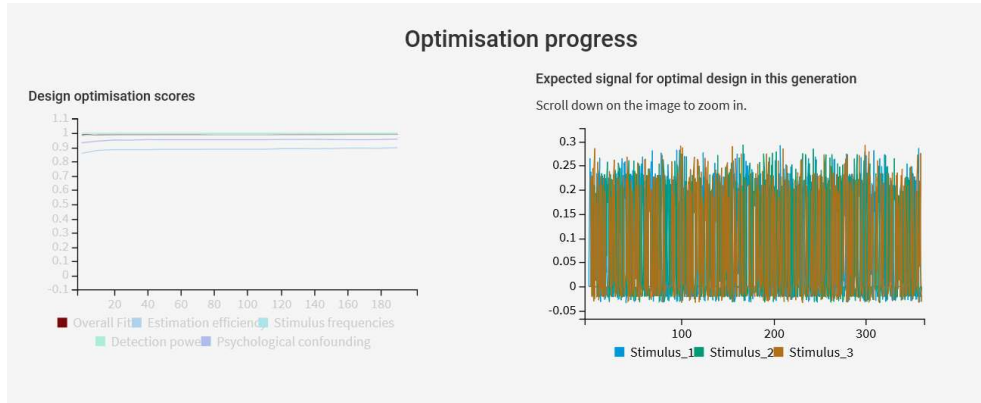 Optimisation progress
Design optimisation scores
1.1
1
0.9
0.8
0.7
0.6
0.5
0.4
0.3
0.2
0.1
0
-0.1
20 40 60 80 100 120 140 160 180
Overall Fit Estimation efficiency Stimulus frequencies
Detection power Psychological confounding
Expected signal for optimal design in this generation
Scroll down on the image to zoom in.
0.3
0.25
0.2
0.15
0.1
0.05
0
-0.05
100 200 300
Stimulus_1 Stimulus_2 Stimulus_3